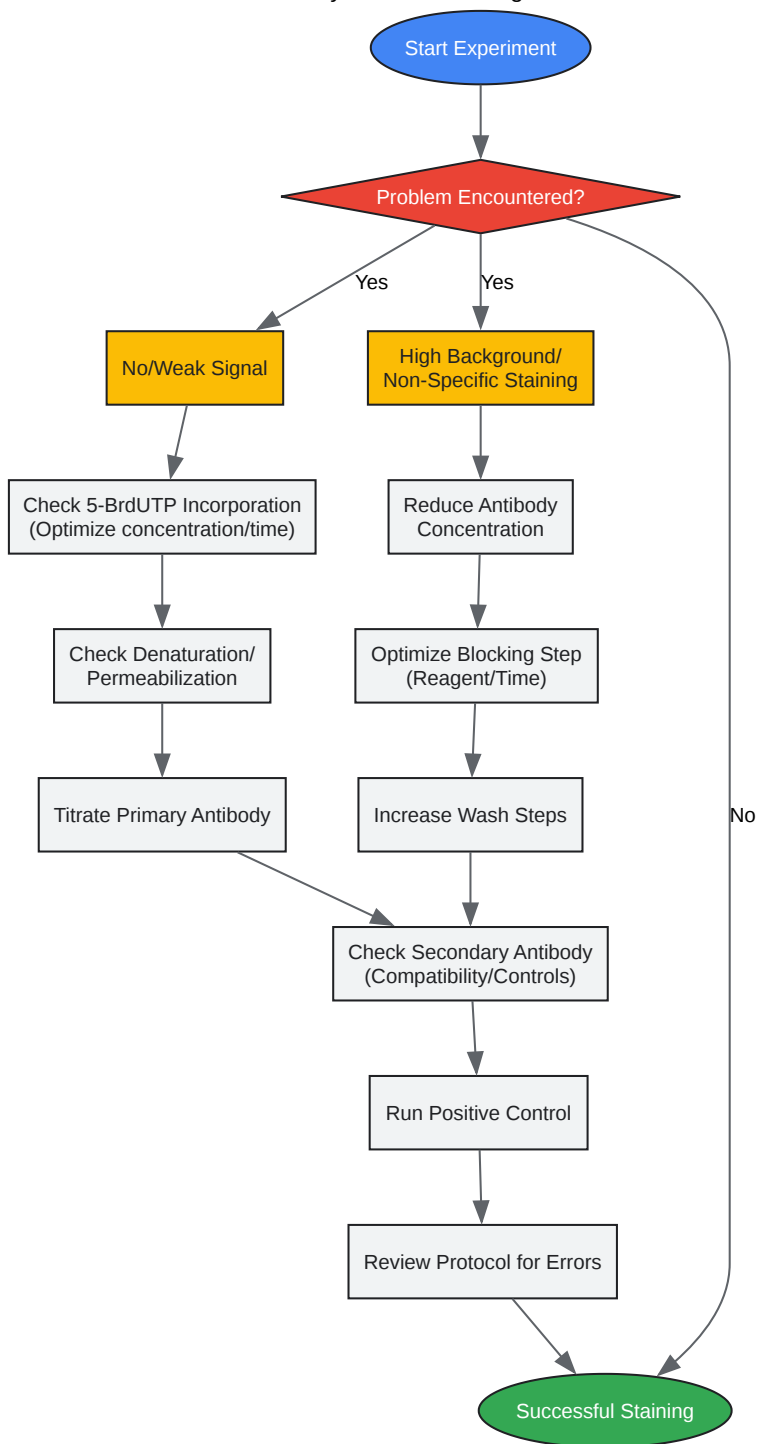 Start Experiment
Problem Encountered?
Yes
Yes
No/Weak Signal
High Background/
Non-Specific Staining
Check 5-BrdUTP Incorporation
(Optimize concentration/time)
Reduce Antibody
Concentration
Check Denaturation/
Permeabilization
Optimize Blocking Step
(Reagent/Time)
Titrate Primary Antibody
Increase Wash Steps
No
Check Secondary Antibody
(Compatibility/Controls)
Run Positive Control
Review Protocol for Errors
Successful Staining